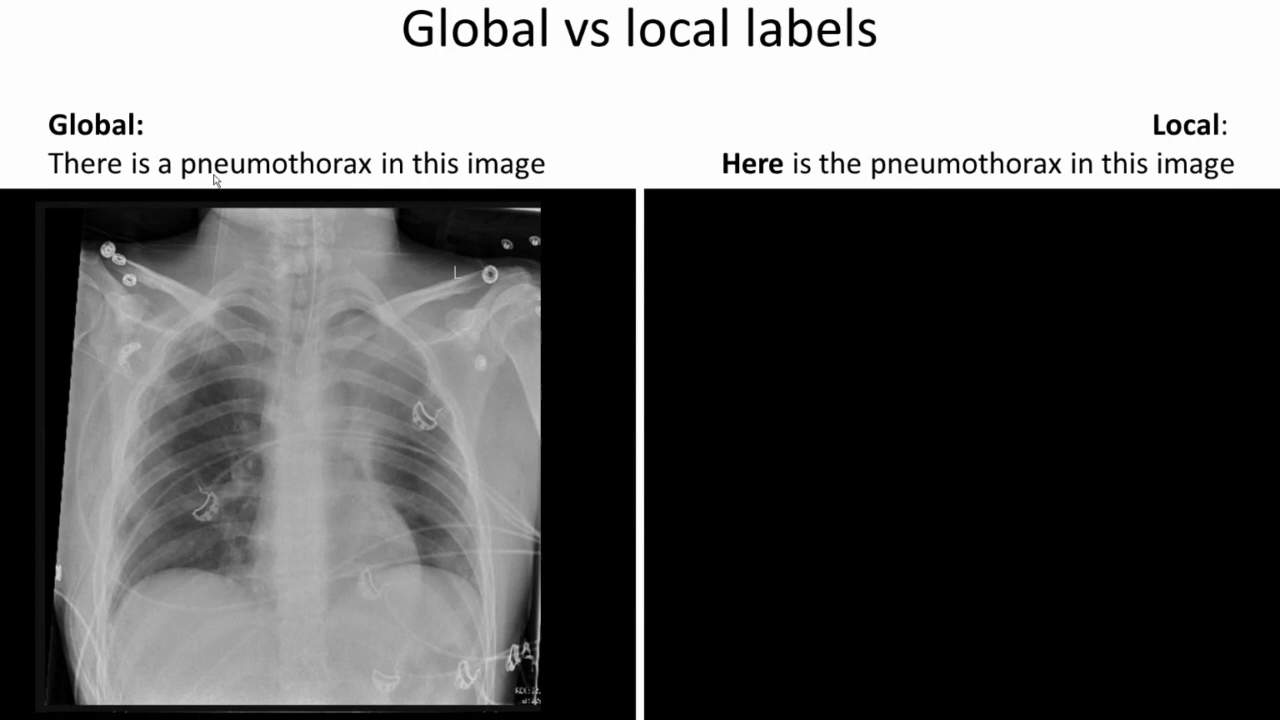 Global vs local labels
Global:
There is a pneumothorax in this image
Local:
Here is the pneumothorax in this image
L